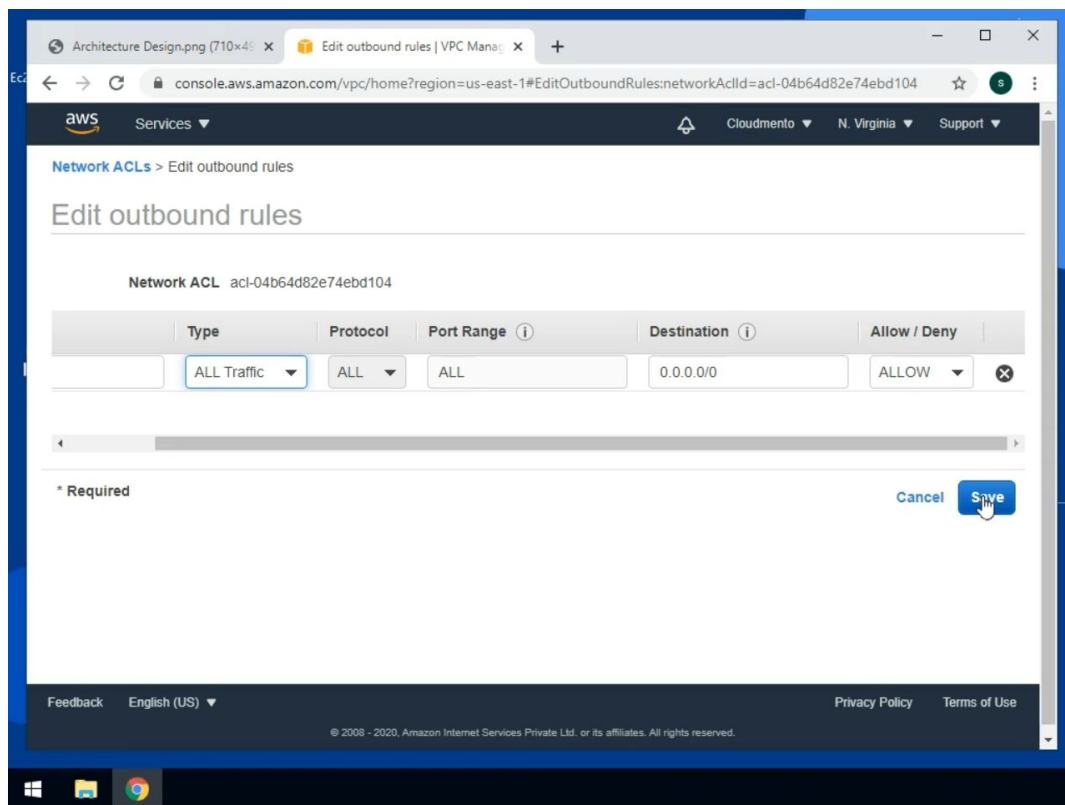 Architecture Design.png (710×49
Edit outbound rules | VPC Manag
console.aws.amazon.com/vpc/home?region=us-east-1#EditOutboundRules:networkAclId=acl-04b64d82e74ebd104
S
aws
Services
Cloudmento
N. Virginia
Support
Network ACLs > Edit outbound rules
Edit outbound rules
Network ACL acl-04b64d82e74ebd104
Type Protocol Port Range i Destination i Allow / Deny
ALL Traffic ALL ALL 0.0.0.0/0 ALLOW
* Required
Cancel
Save
Feedback English (US) Privacy Policy Terms of Use
© 2008 - 2020, Amazon Internet Services Private Ltd. or its affiliates. All rights reserved.